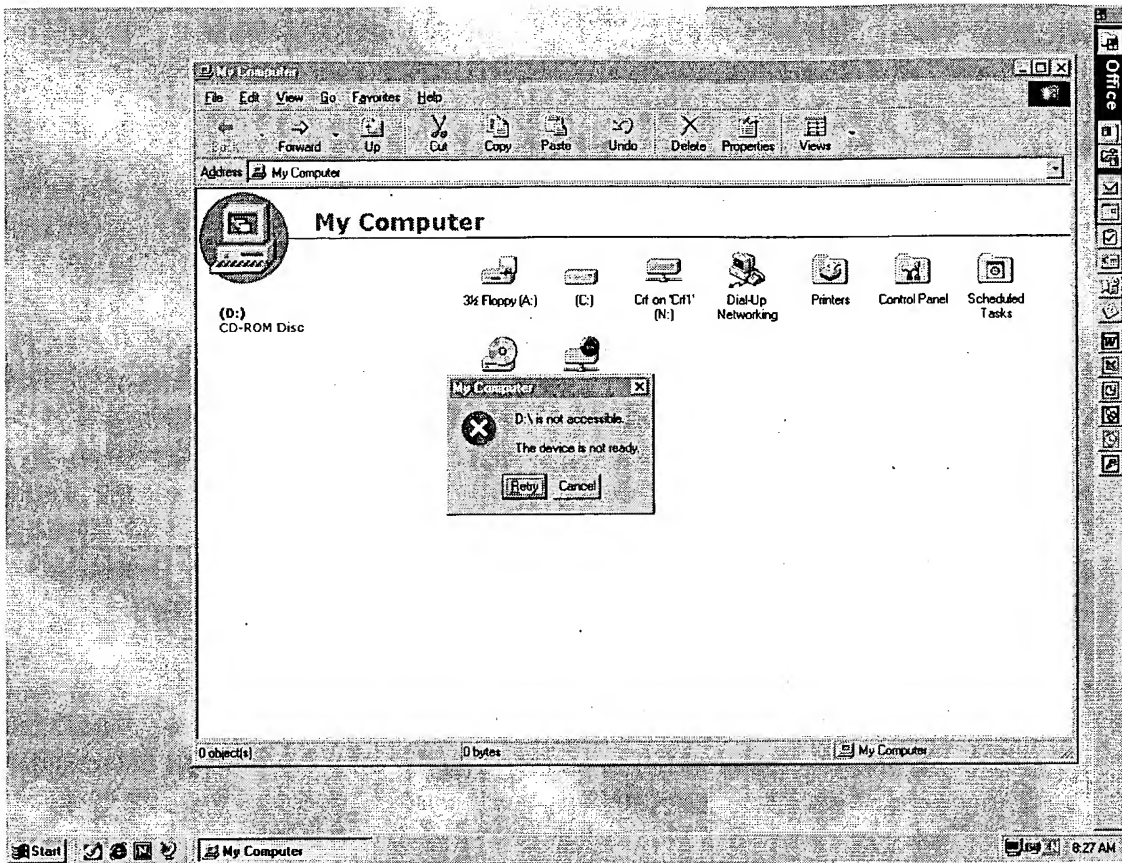 My Computer
File Edit View Go Favorites Help
Back Forward Up Cut Copy Paste Undo Delete Properties Views
Address My Computer
My Computer
(D:)
CD-ROM Disc
3½ Floppy (A:)
(C:)
Crf on 'Crf1' (N:)
Dial-Up Networking
Printers
Control Panel
Scheduled Tasks
My Computer
D:\ is not accessible.
The device is not ready.
Retry Cancel
0 object(s) 0 bytes My Computer
Office
Start My Computer 8:27 AM